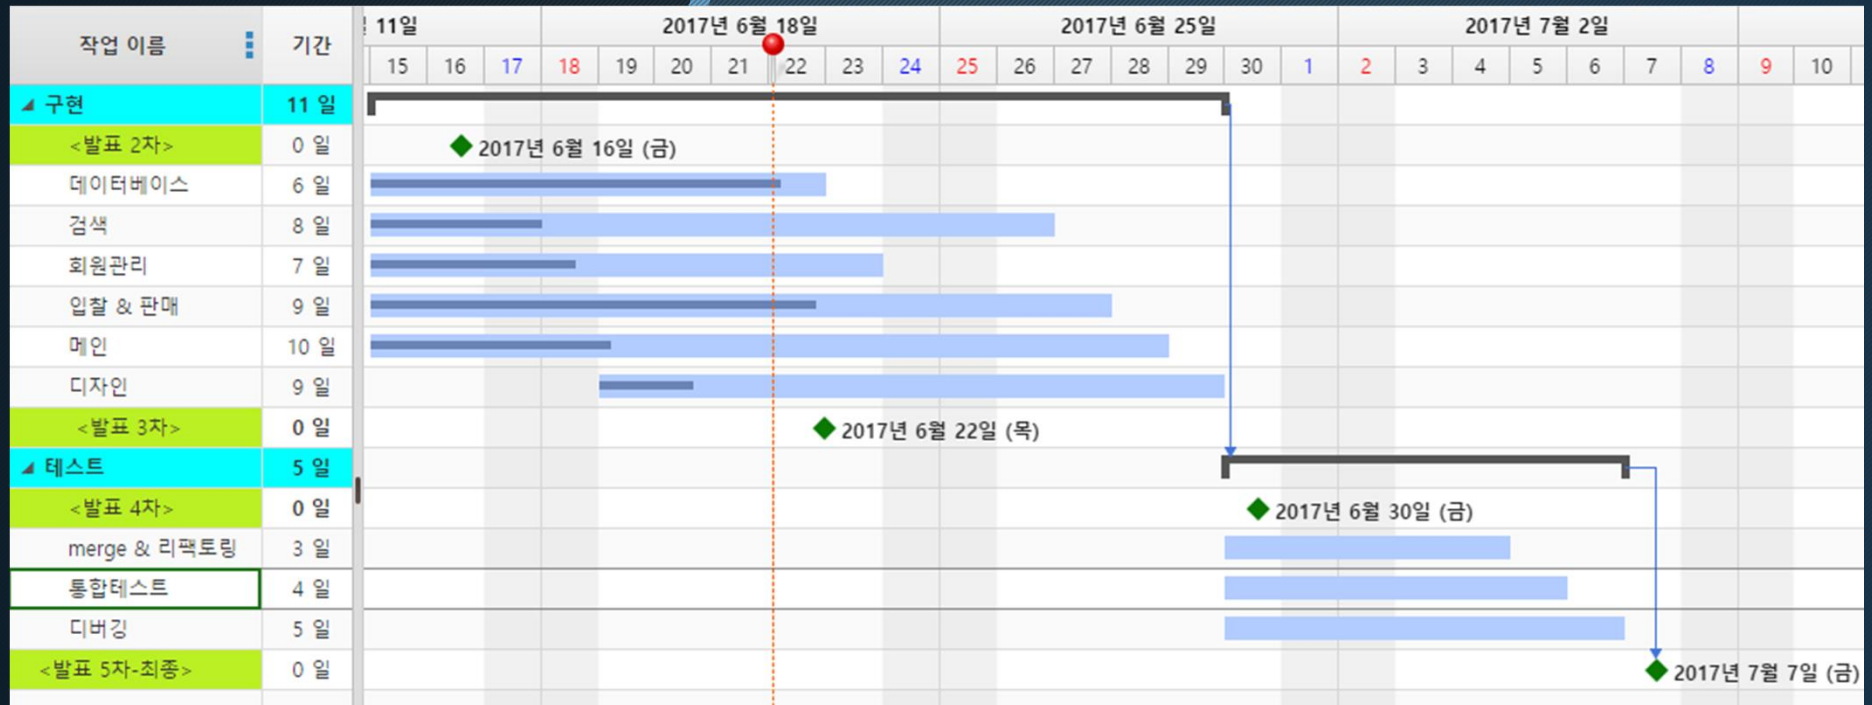 작업 이름 기간 11일 2017년 6월 18일 2017년 6월 25일 2017년 7월 2일
15 16 17 18 19 20 21 22 23 24 25 26 27 28 29 30 1 2 3 4 5 6 7 8 9 10
구현 11 일
<발표 2차> 0 일 2017년 6월 16일 (금)
데이터베이스 6 일
검색 8 일
회원관리 7 일
입찰 & 판매 9 일
메인 10 일
디자인 9 일
<발표 3차> 0 일 2017년 6월 22일 (목)
테스트 5 일
<발표 4차> 0 일 2017년 6월 30일 (금)
merge & 리팩토링 3 일
통합테스트 4 일
디버깅 5 일
<발표 5차-최종> 0 일 2017년 7월 7일 (금)